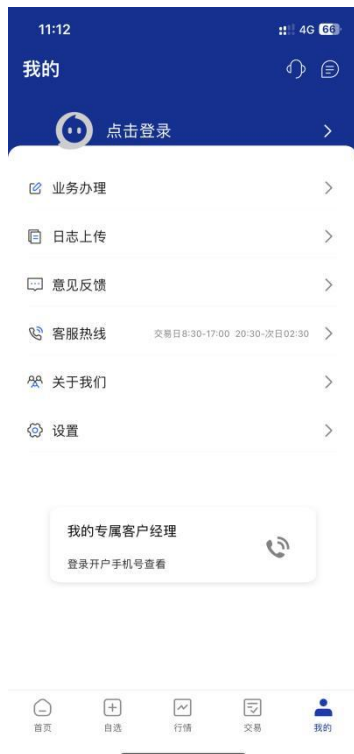 11:12
4G 66
我的
点击登录
业务办理
日志上传
意见反馈
客服热线 交易日8:30-17:00 20:30-次日02:30
关于我们
设置
我的专属客户经理
登录开户手机号查看
首页 自选 行情 交易 我的